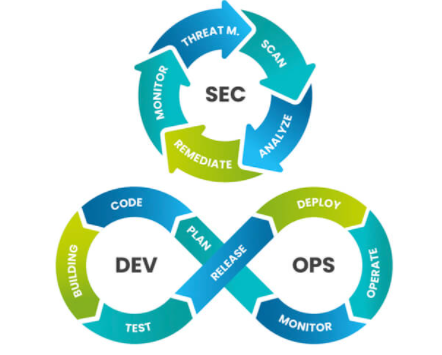 THREAT M.
SCAN
ANALYZE
REMEDIATE
MONITOR
SEC
CODE
BUILDING
TEST
PLAN
RELEASE
DEV
DEPLOY
OPERATE
MONITOR
OPS